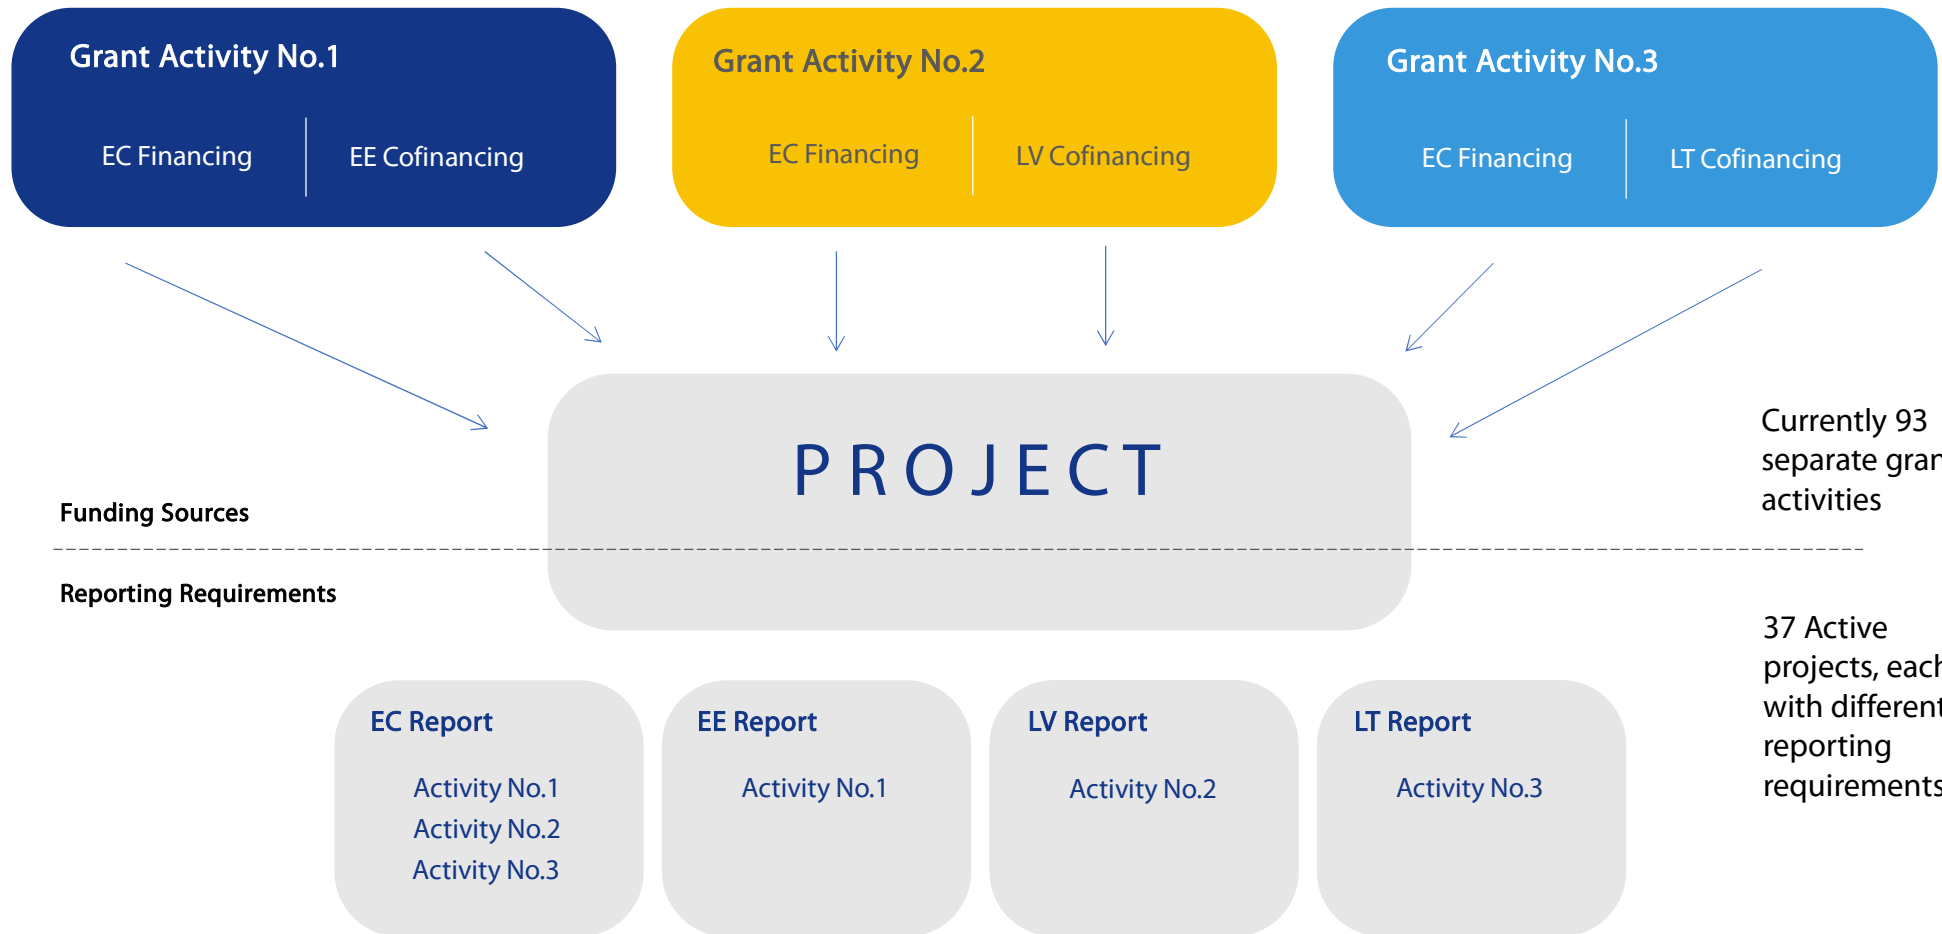 Grant Activity No.1
EC Financing
EE Cofinancing
Grant Activity No.2
EC Financing
LV Cofinancing
Grant Activity No.3
EC Financing
LT Cofinancing
PROJECT
Funding Sources
Reporting Requirements
Currently 93
separate
activities
37 Active
projects,
with
reporting
EC Report
Activity No.1
Activity No.2
Activity No.3
EE Report
Activity No.1
LV Report
Activity No.2
LT Report
Activity No.3